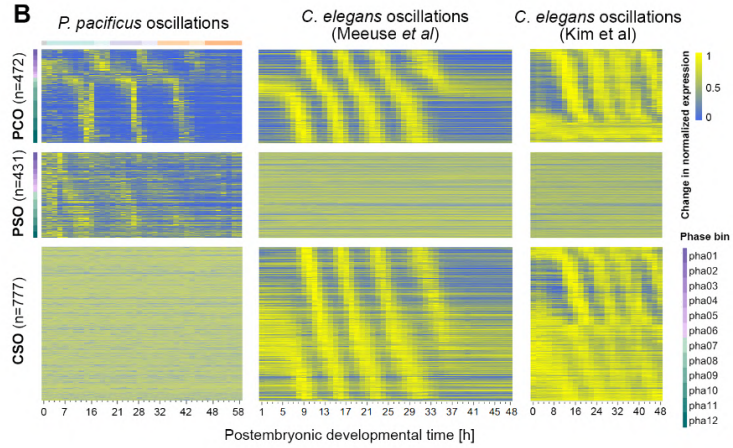 B
P. pacificus oscillations
C. elegans oscillations
(Meeuse et al)
C. elegans oscillations
(Kim et al)
PCO (n=472)
PSO (n=431)
CSO (n=777)
1
0.5
0
Change in normalized expression
Phase bin
pha01
pha02
pha03
pha04
pha05
pha06
pha07
pha08
pha09
pha10
pha11
pha12
0 7 16 21 28 34 41 47 58
1 5 9 13 17 21 25 29 33 37 41 45 48
0 8 16 24 32 40 48
Postembryonic developmental time [h]